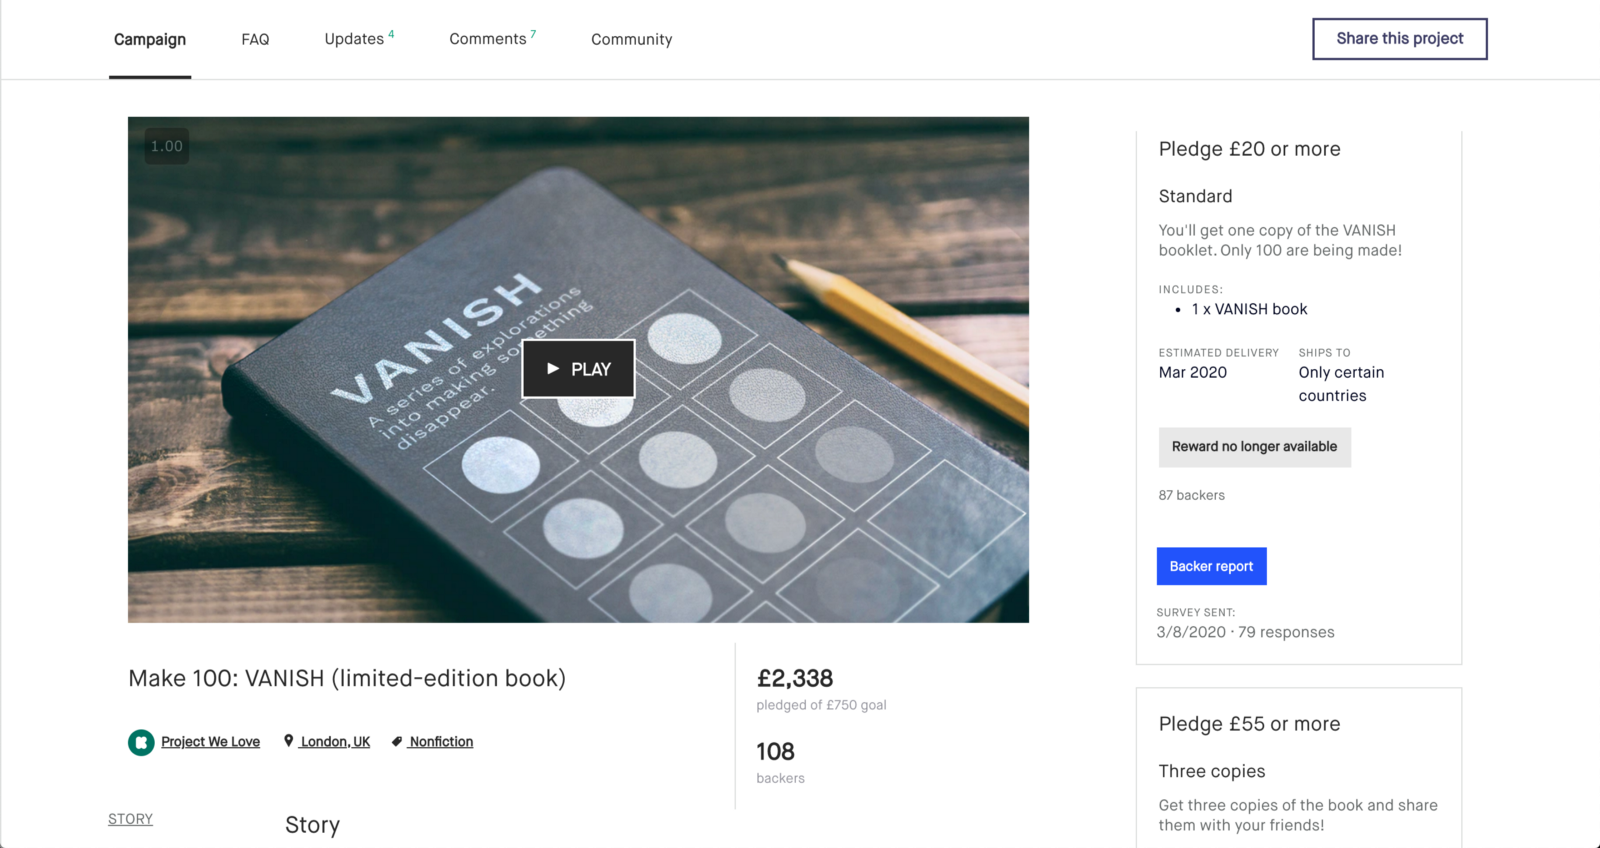 Campaign
FAQ
Updates 4
Comments 7
Community
Share this project
1.00
VANISH
A series of explorations
into making something
disappear.
PLAY
Make 100: VANISH (limited-edition book)
Project We Love
London, UK
Nonfiction
£2,338
pledged of £750 goal
108
backers
STORY
Story
Pledge £20 or more
Standard
You'll get one copy of the VANISH
booklet. Only 100 are being made!
INCLUDES:
• 1 x VANISH book
ESTIMATED DELIVERY
Mar 2020
SHIPS TO
Only certain
countries
Reward no longer available
87 backers
Backer report
SURVEY SENT:
3/8/2020 · 79 responses
Pledge £55 or more
Three copies
Get three copies of the book and share
them with your friends!